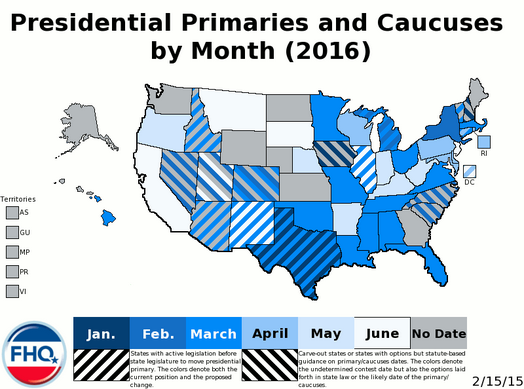 Presidential Primaries and Caucuses
by Month (2016)
RI
DC
Territories
AS
GU
MP
PR
VI
Jan.
Feb.
March
April
May
June
No Date
States with active legislation before
state legislature to move presidential
primary. The colors denote both the
current position and the proposed
change.
Carve-out states or states with options but statute-based
guidance on primary/caucuses dates. The colors denote
the undetermined contest date but also the options laid
forth in state law or the likely date of the primary/
caucuses.
FHQ
2/15/15